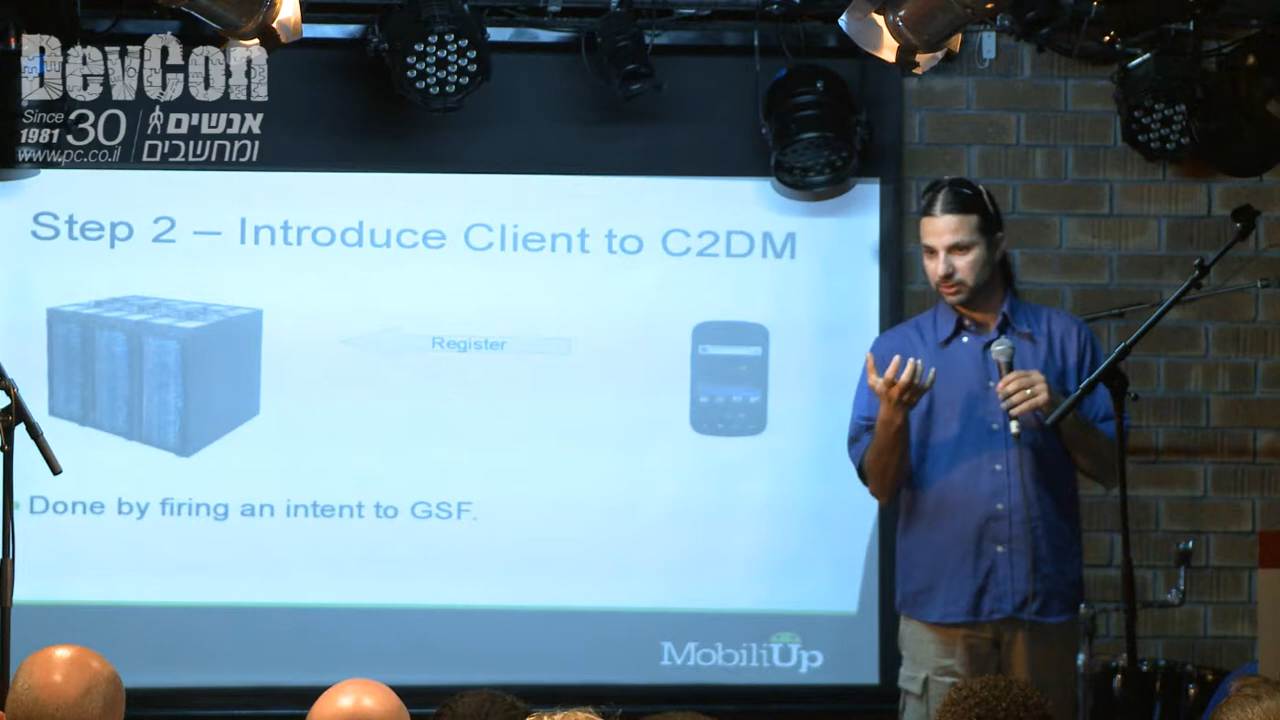 DevCon
Since 1981
30
www.pc.co.il
אנשים
ומחשבים
Step 2 – Introduce Client to C2DM
Register
Done by firing an intent to GSF.
MobiliUp